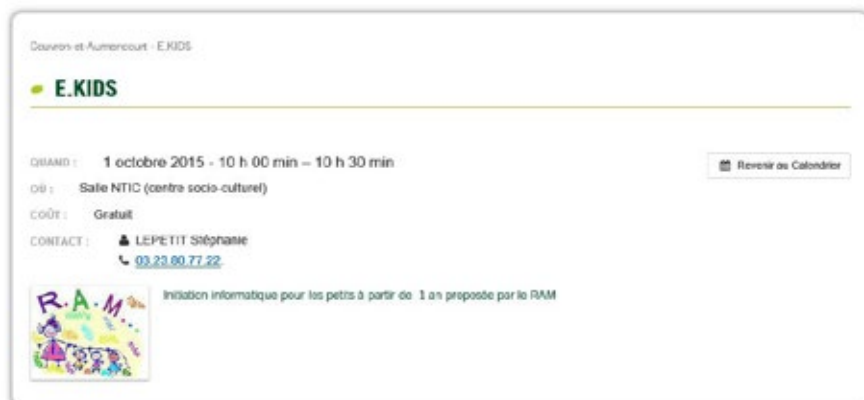 Couvron-et-Aumencourt - E.KIDS
E.KIDS
QUAND : 1 octobre 2015 - 10 h 00 min – 10 h 30 min
Revenir au Calendrier
OÙ : Salle NTIC (centre socio-culturel)
COÛT : Gratuit
CONTACT : LEPETIT Stéphanie
03.23.80.77.22.
R.A.M...
Initiation informatique pour les petits à partir de 1 an proposée par le RAM